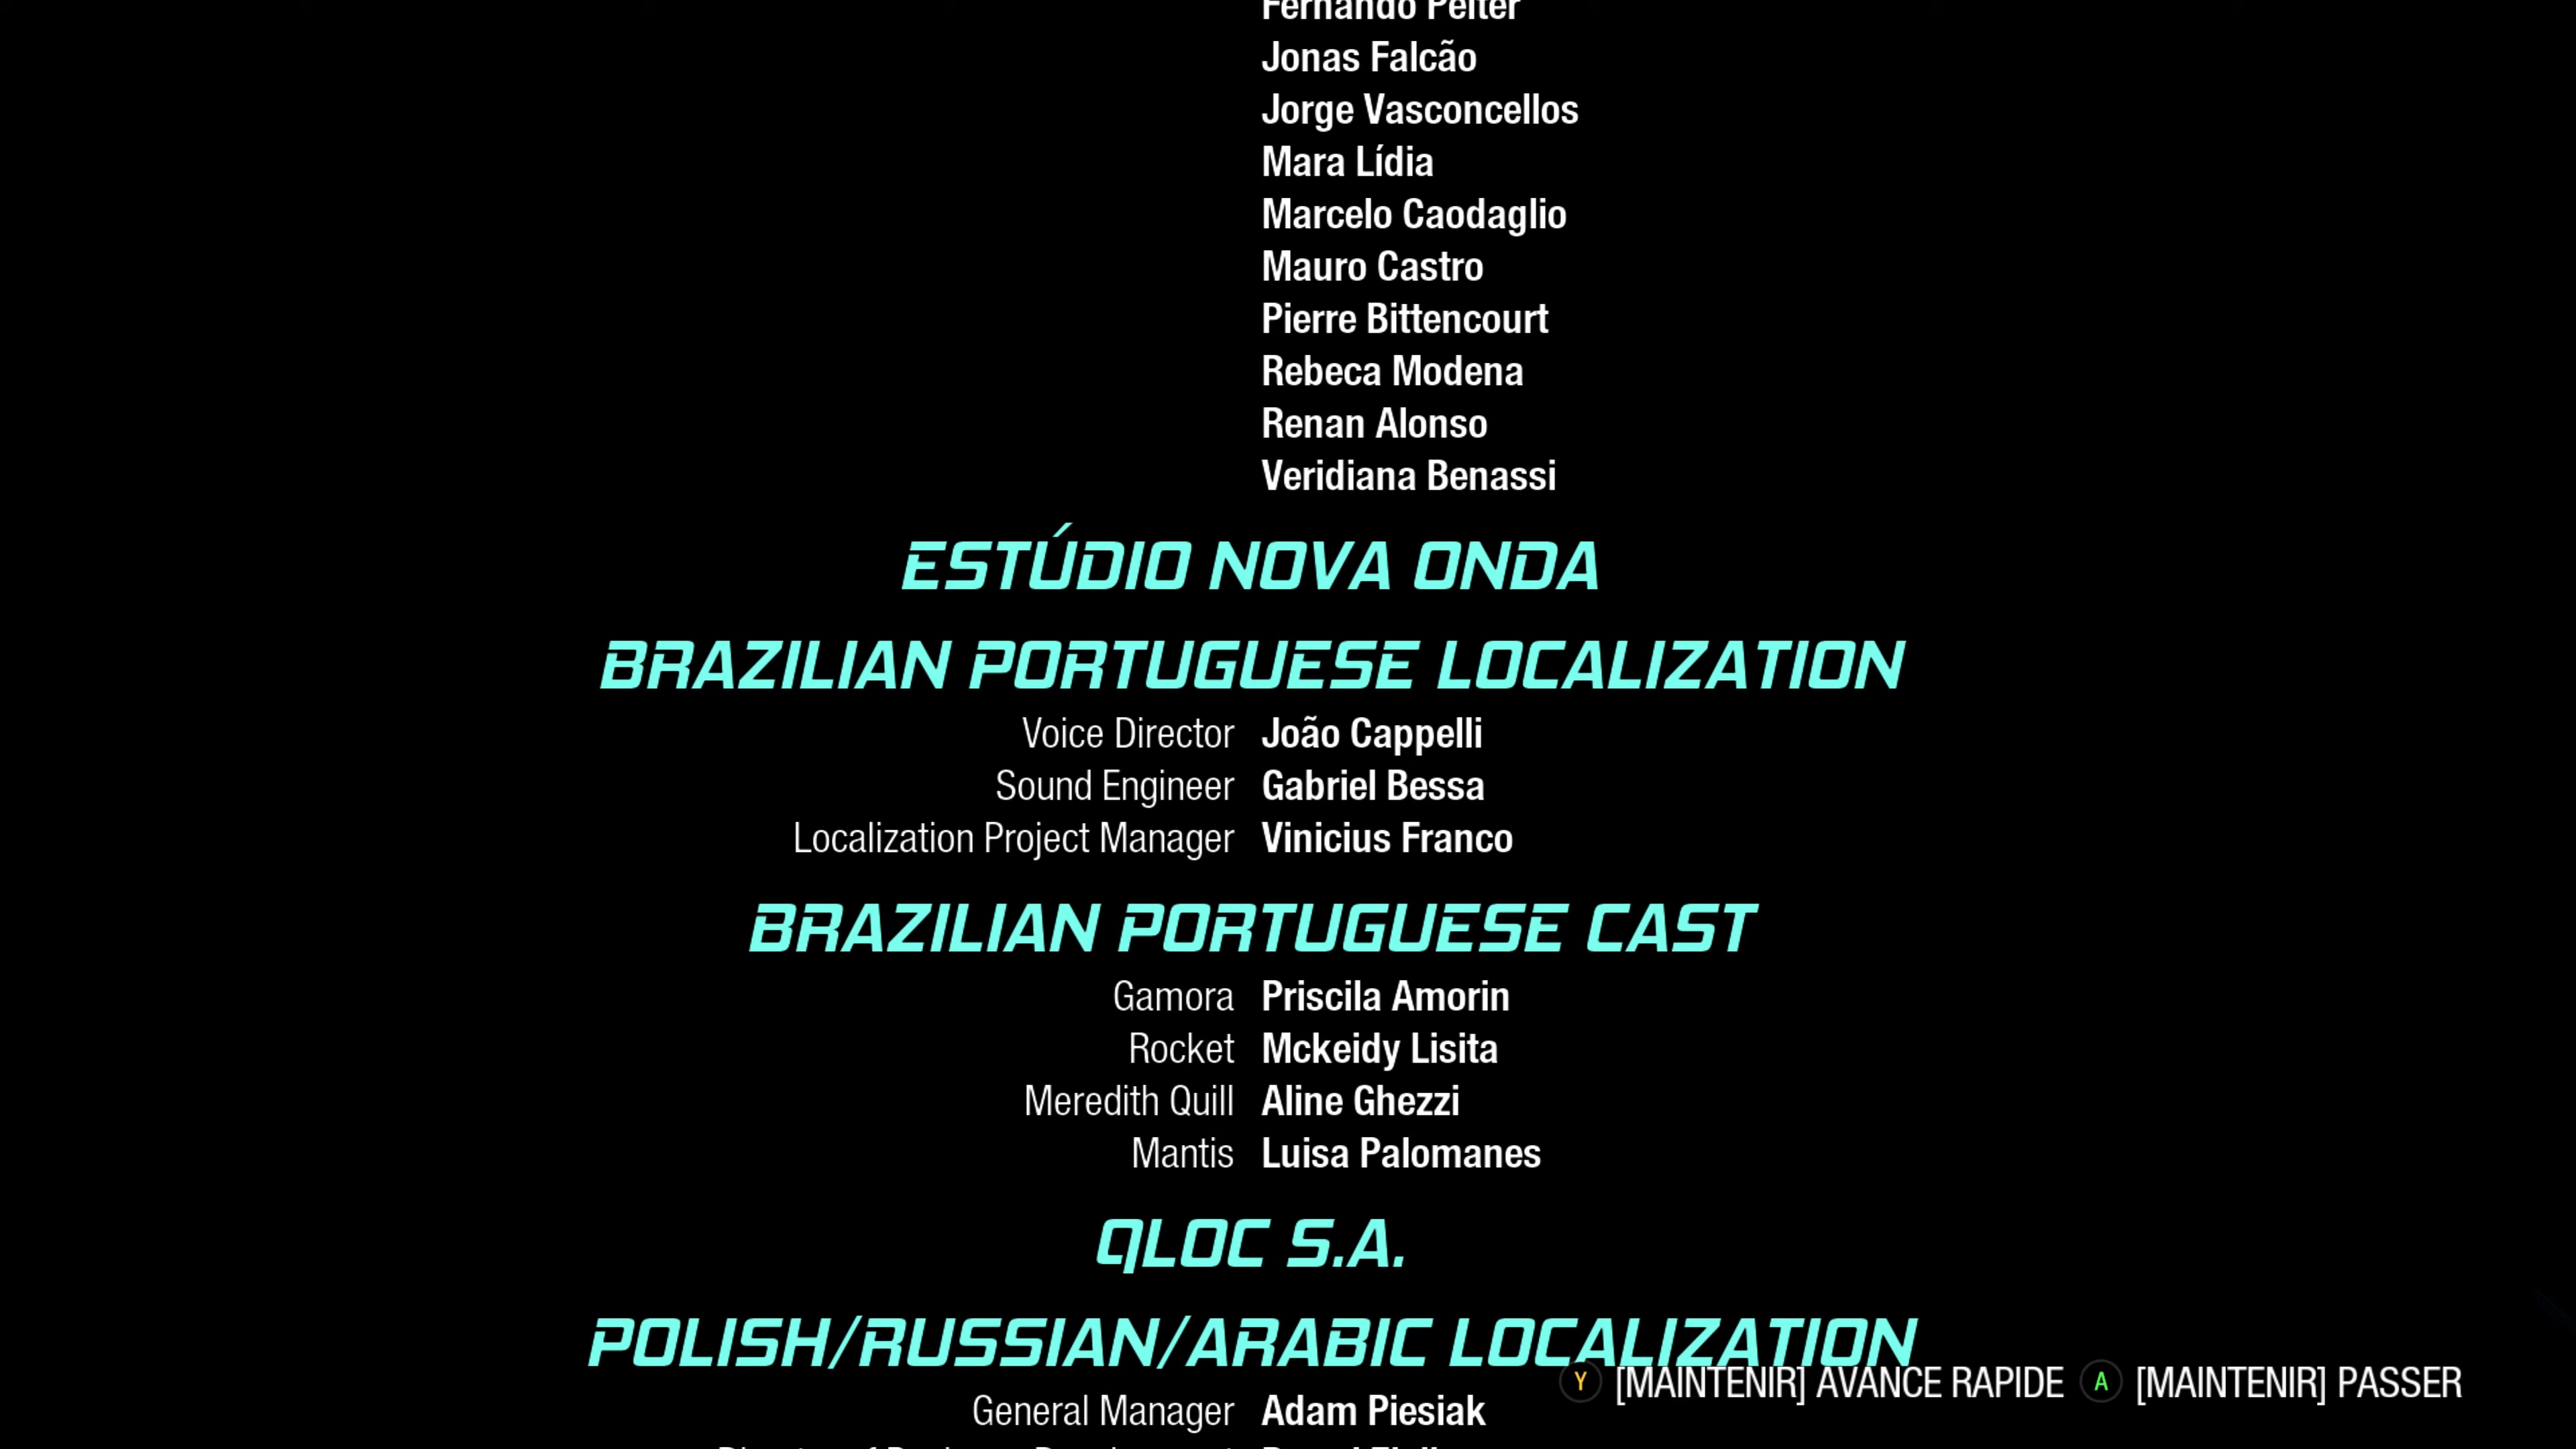 Fernando Peiter
Jonas Falcão
Jorge Vasconcellos
Mara Lídia
Marcelo Caodaglio
Mauro Castro
Pierre Bittencourt
Rebeca Modena
Renan Alonso
Veridiana Benassi
ESTÚDIO NOVA ONDA
BRAZILIAN PORTUGUESE LOCALIZATION
Voice Director João Cappelli
Sound Engineer Gabriel Bessa
Localization Project Manager Vinicius Franco
BRAZILIAN PORTUGUESE CAST
Gamora Priscila Amorin
Rocket Mckeidy Lisita
Meredith Quill Aline Ghezzi
Mantis Luisa Palomanes
QLOC S.A.
POLISH/RUSSIAN/ARABIC LOCALIZATION
Y [MAINTENIR] AVANCE RAPIDE A [MAINTENIR] PASSER
General Manager Adam Piesiak